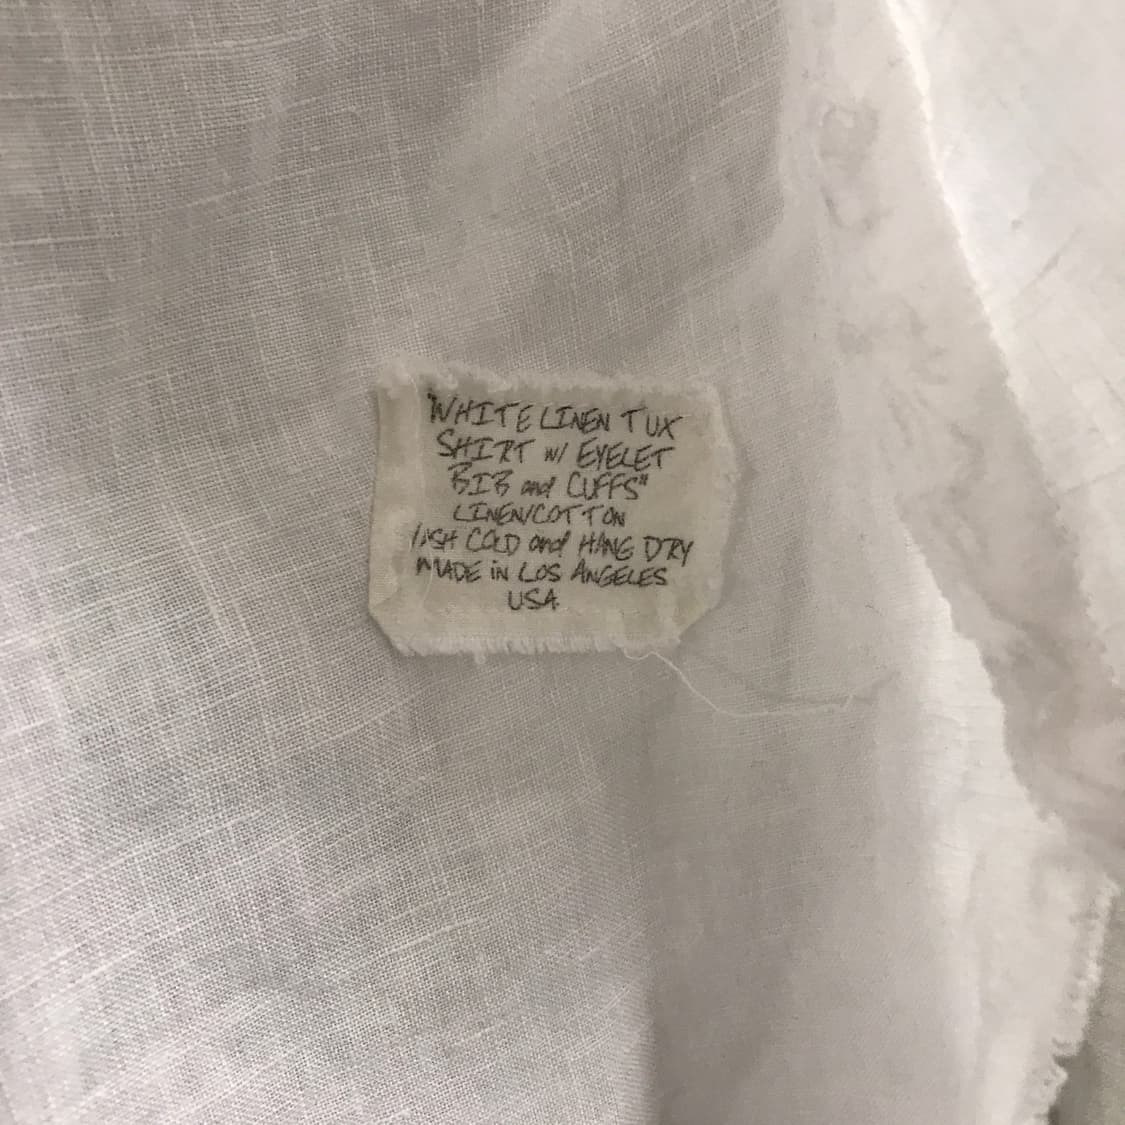 WHITE LINEN TUX
SHIRT W/ EYELET
BIB and CUFFS"
LINEN/COTTON
COLD and HANG DRY
MADE in LOS ANGELES
USA